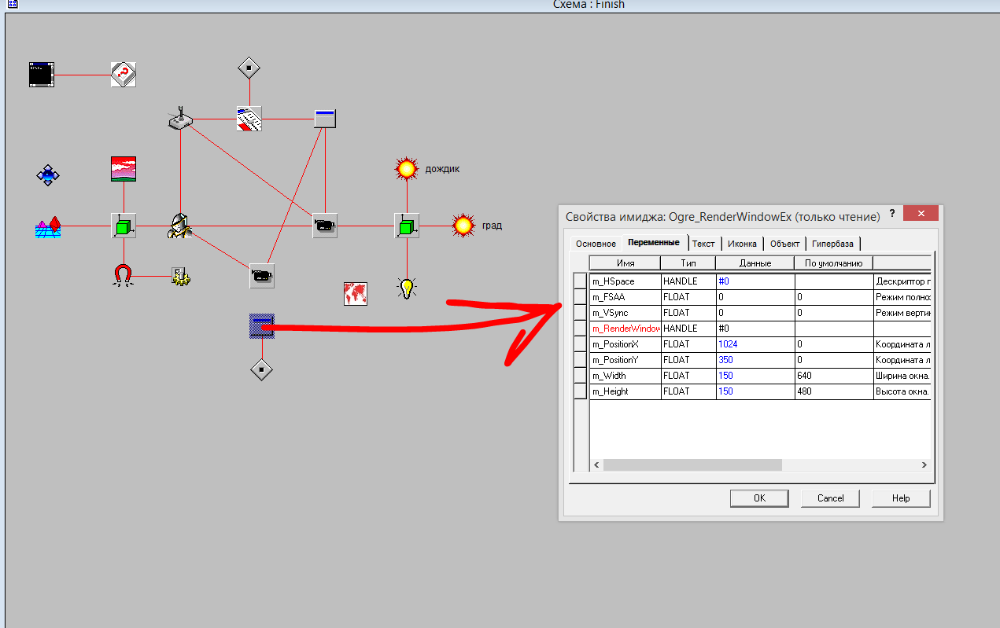 Схема : Finish
дождик
град
Свойства имиджа: Ogre_RenderWindowEx (только чтение) ?
Основное Переменные Текст Иконка Объект Гипербаза
Имя Тип Данные По умолчанию
m_HSpace HANDLE #0 Дескриптор
m_FSAA FLOAT 0 0 Режим
m_VSync FLOAT 0 0 Режим
m_RenderWindow HANDLE #0
m_PositionX FLOAT 1024 0 Координата
m_PositionY FLOAT 350 0 Координата
m_Width FLOAT 150 640 Ширина окна.
m_Height FLOAT 150 480 Высота окна.
OK Cancel Help